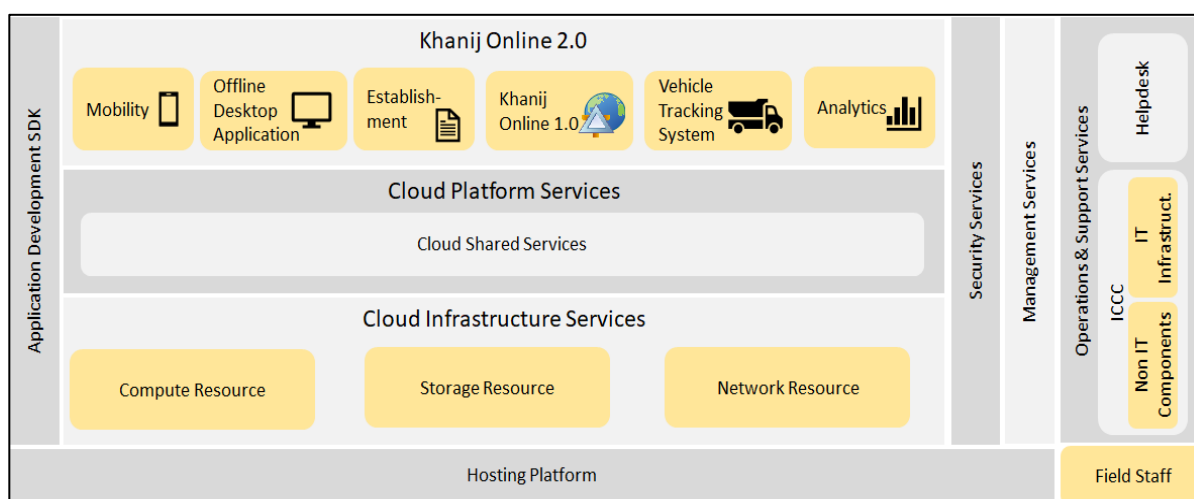 Application Development SDK
Khanij Online 2.0
Mobility
Offline
Desktop
Application
Establish-
ment
Khanij
Online 1.0
Vehicle
Tracking
System
Analytics
Cloud Platform Services
Cloud Shared Services
Cloud Infrastructure Services
Compute Resource
Storage Resource
Network Resource
Security Services
Management Services
Operations & Support Services
Helpdesk
ICCC
IT
Infrastruct.
Non IT
Components
Hosting Platform
Field Staff